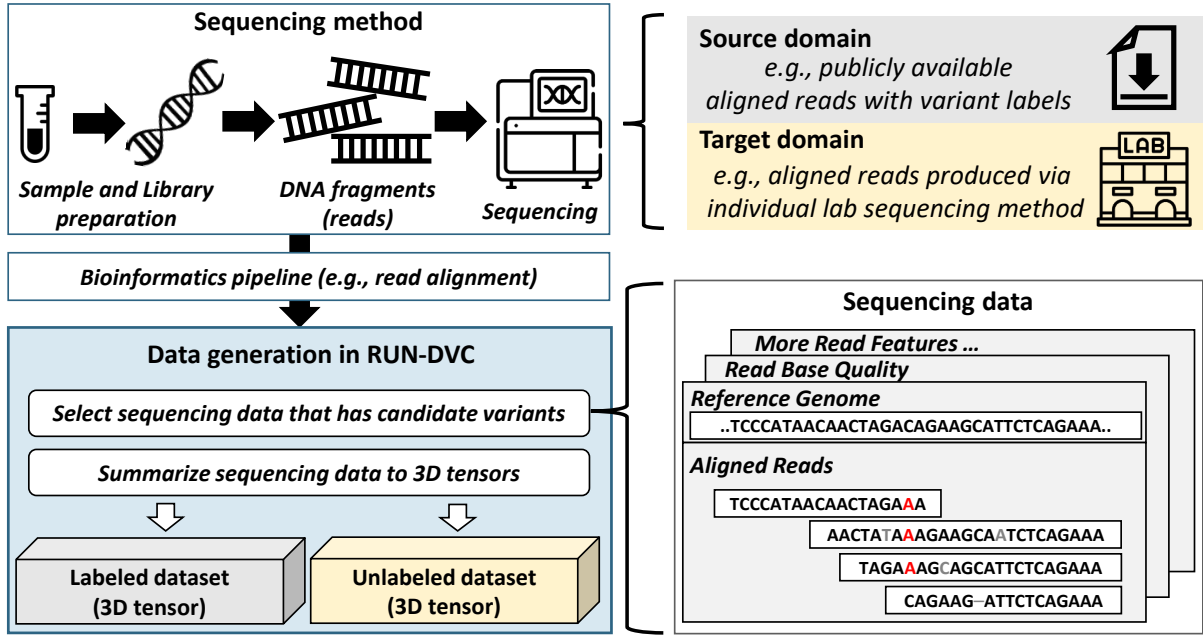 Sequencing method
Sample and Library
preparation
DNA fragments
(reads)
Sequencing
Source domain
e.g., publicly available
aligned reads with variant labels
Target domain
LAB
e.g., aligned reads produced via
individual lab sequencing method
Bioinformatics pipeline (e.g., read alignment)
Data generation in RUN-DVC
Select sequencing data that has candidate variants
Summarize sequencing data to 3D tensors
Labeled dataset
(3D tensor)
Unlabeled dataset
(3D tensor)
Sequencing data
More Read Features ...
Read Base Quality
Reference Genome
..TCCCATAACAACTAGACAGAAGCATTCTCAGAAA..
Aligned Reads
TCCCATAACAACTAGAAA
AACTATAAAGAAGCAATCTCAGAAA
TAGAAAGCAGCATTCTCAGAAA
CAGAAG–ATTCTCAGAAA